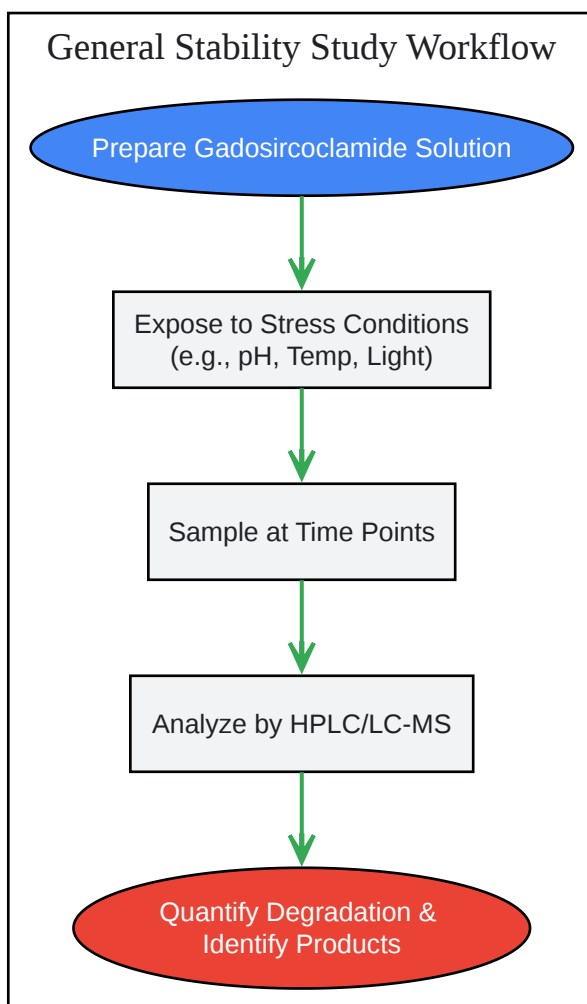 General Stability Study Workflow
Prepare Gadosircoclamide Solution
Expose to Stress Conditions
(e.g., pH, Temp, Light)
Sample at Time Points
Analyze by HPLC/LC-MS
Quantify Degradation &
Identify Products